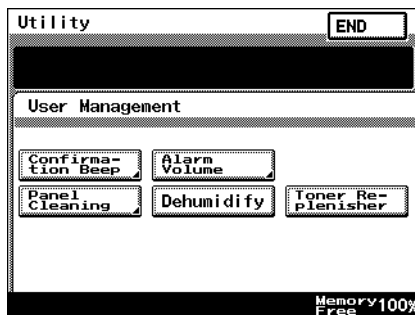 Utility
END
User Management
Confirma-
tion Beep
Alarm
Volume
Panel
Cleaning
Dehumidify
Toner Re-
plenisher
Memory
Free
100%